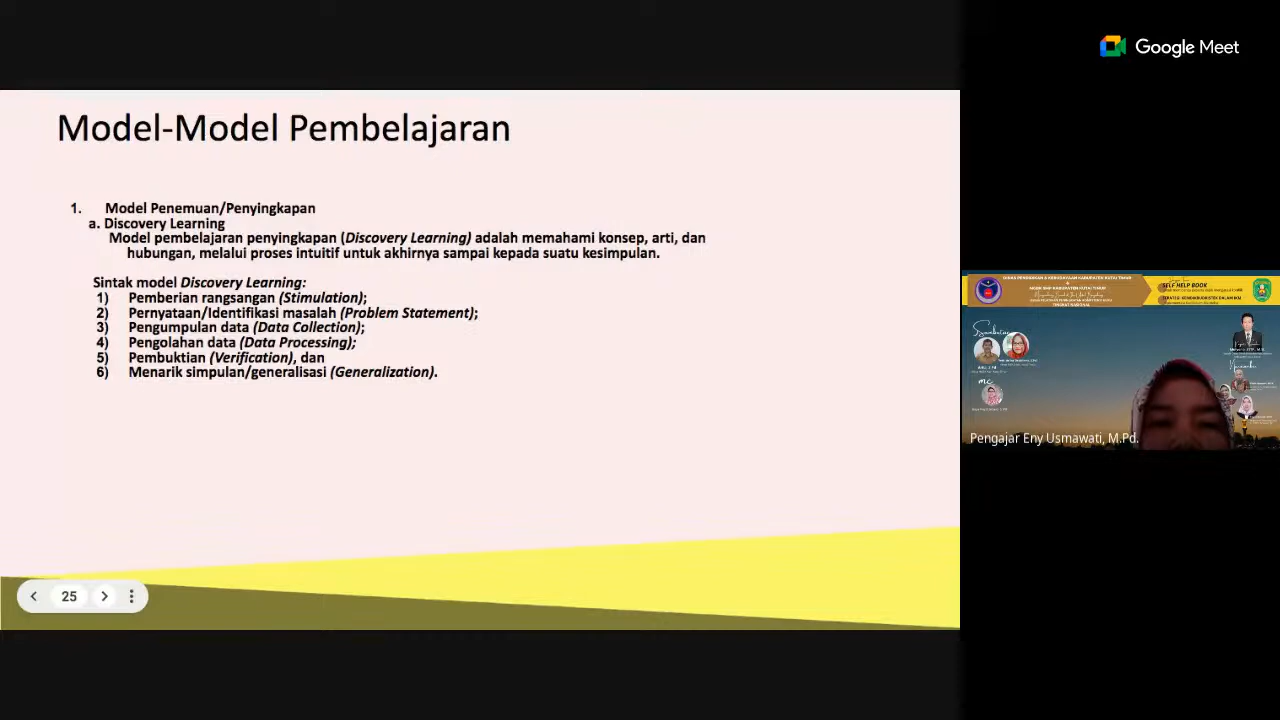 Google Meet
Model-Model Pembelajaran
1. Model Penemuan/Penyingkapan
a. Discovery Learning
Model pembelajaran penyingkapan (Discovery Learning) adalah memahami konsep, arti, dan
hubungan, melalui proses intuitif untuk akhirnya sampai kepada suatu kesimpulan.
Sintak model Discovery Learning:
1) Pemberian rangsangan (Stimulation);
2) Pernyataan/Identifikasi masalah (Problem Statement);
3) Pengumpulan data (Data Collection);
4) Pengolahan data (Data Processing);
5) Pembuktian (Verification), dan
6) Menarik simpulan/generalisasi (Generalization).
25
SELF HELP BOOK
Sambutan
MC
Pengajar Eny Usmawati, M.Pd.